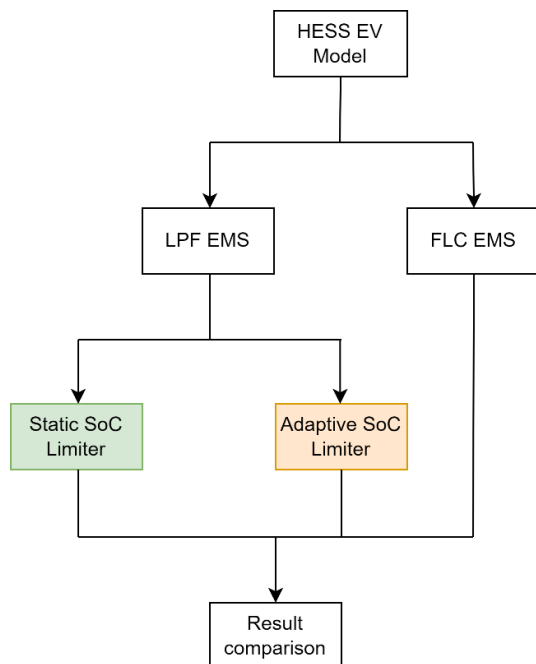 HESS EV
Model
LPF EMS
FLC EMS
Static SoC
Limiter
Adaptive SoC
Limiter
Result
comparison